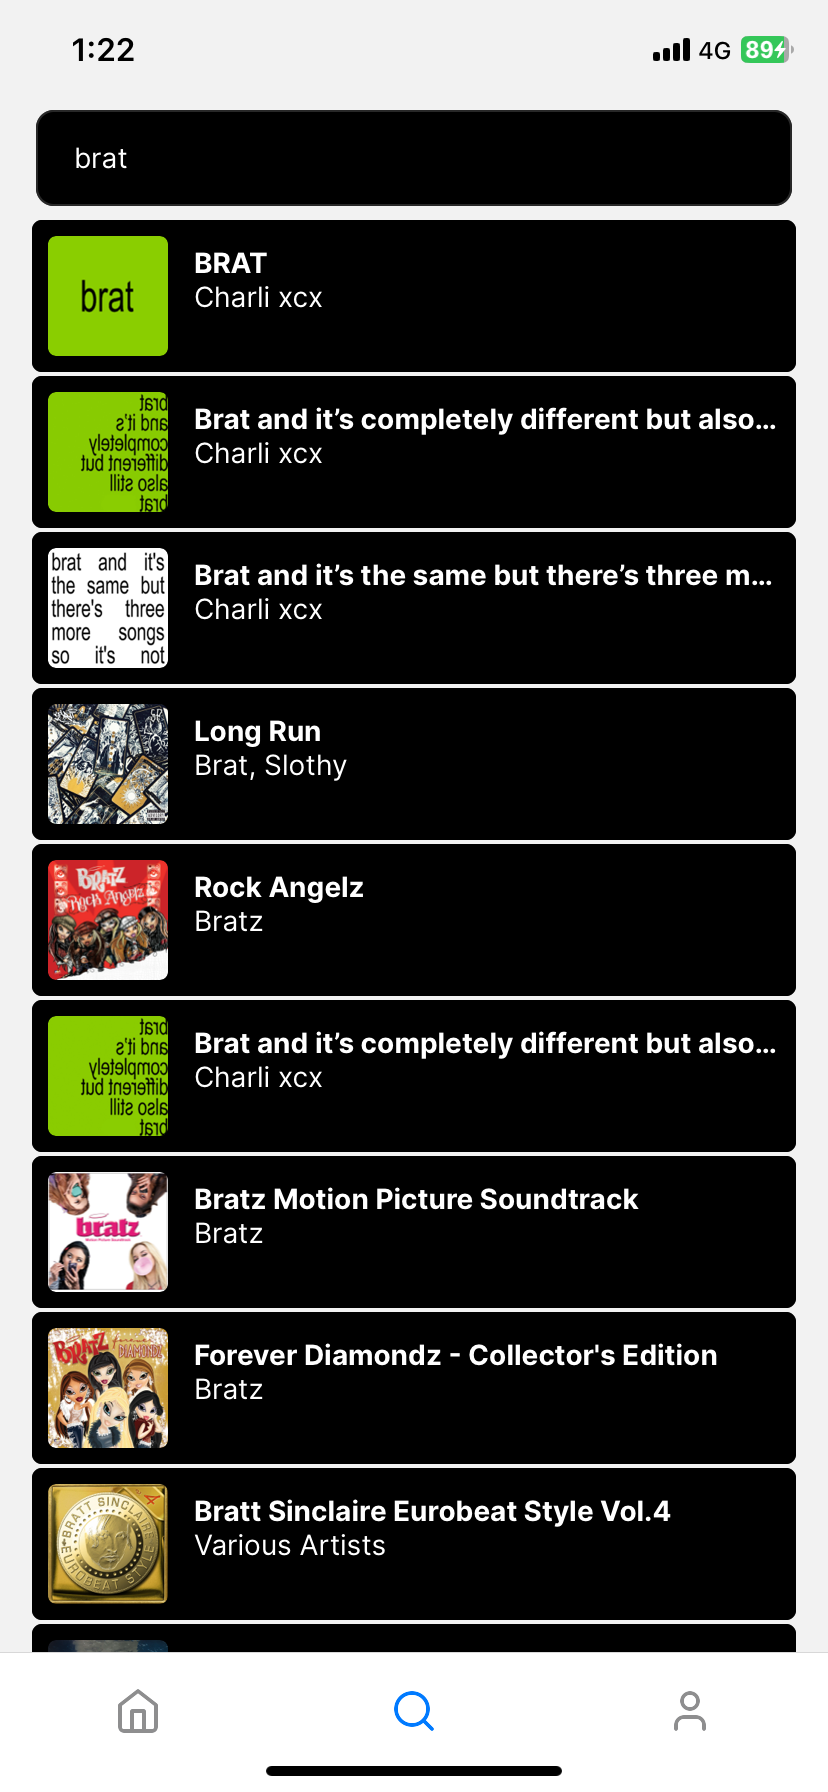 1:22
4G
89
brat
brat
BRAT
Charli xcx
brat
and it's
completely
different but
also still
brat
Brat and it’s completely different but also...
Charli xcx
brat and it's
the same but
there's three
more songs
so it's not
Brat and it’s the same but there’s three m...
Charli xcx
Long Run
Brat, Slothy
BRATZ
Rock Angelz
Rock Angelz
Bratz
brat
and it's
completely
different but
also still
brat
Brat and it’s completely different but also...
Charli xcx
bratz
Motion Picture Soundtrack
Bratz Motion Picture Soundtrack
Bratz
BRATZ
forever
DIAMONDZ
Forever Diamondz - Collector's Edition
Bratz
BRATT SINCLAIRE
EUROBEAT STYLE
4
Bratt Sinclaire Eurobeat Style Vol.4
Various Artists